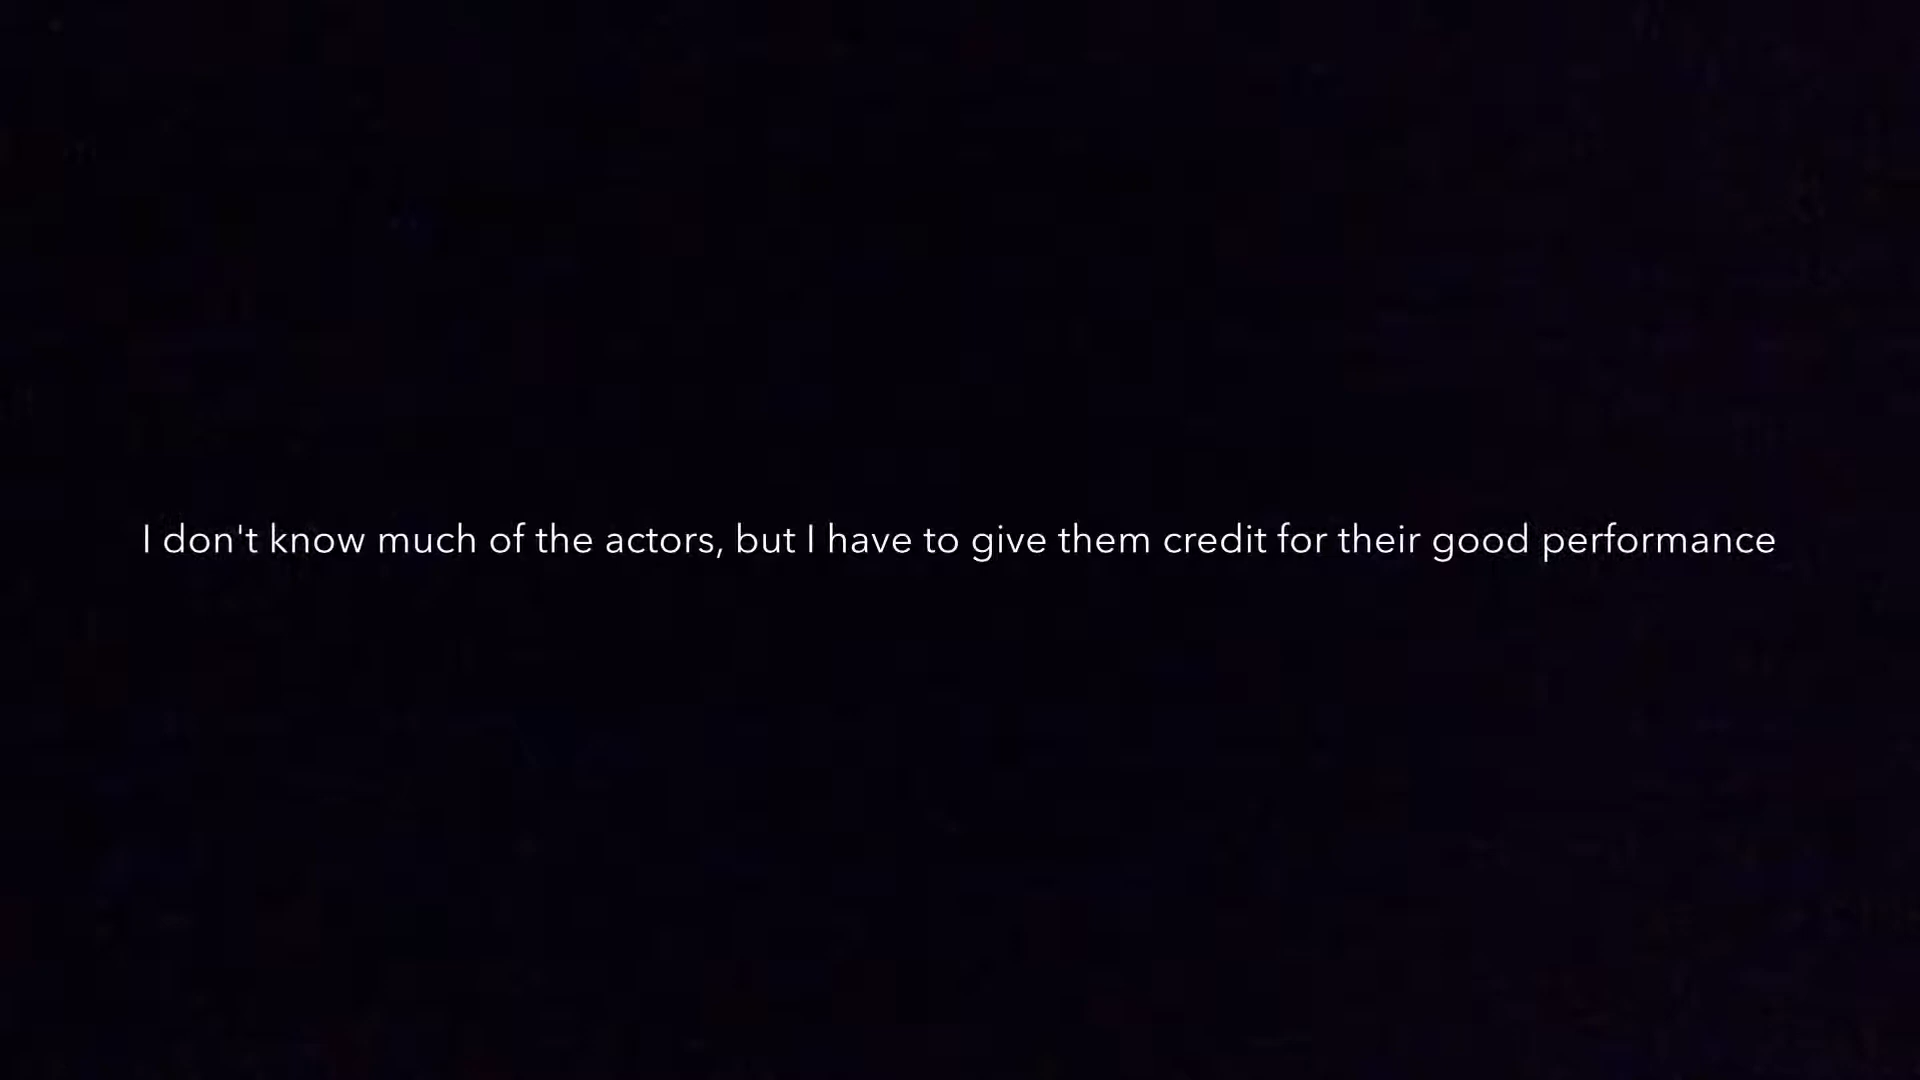 I don't know much of the actors, but I have to give them credit for their good performance